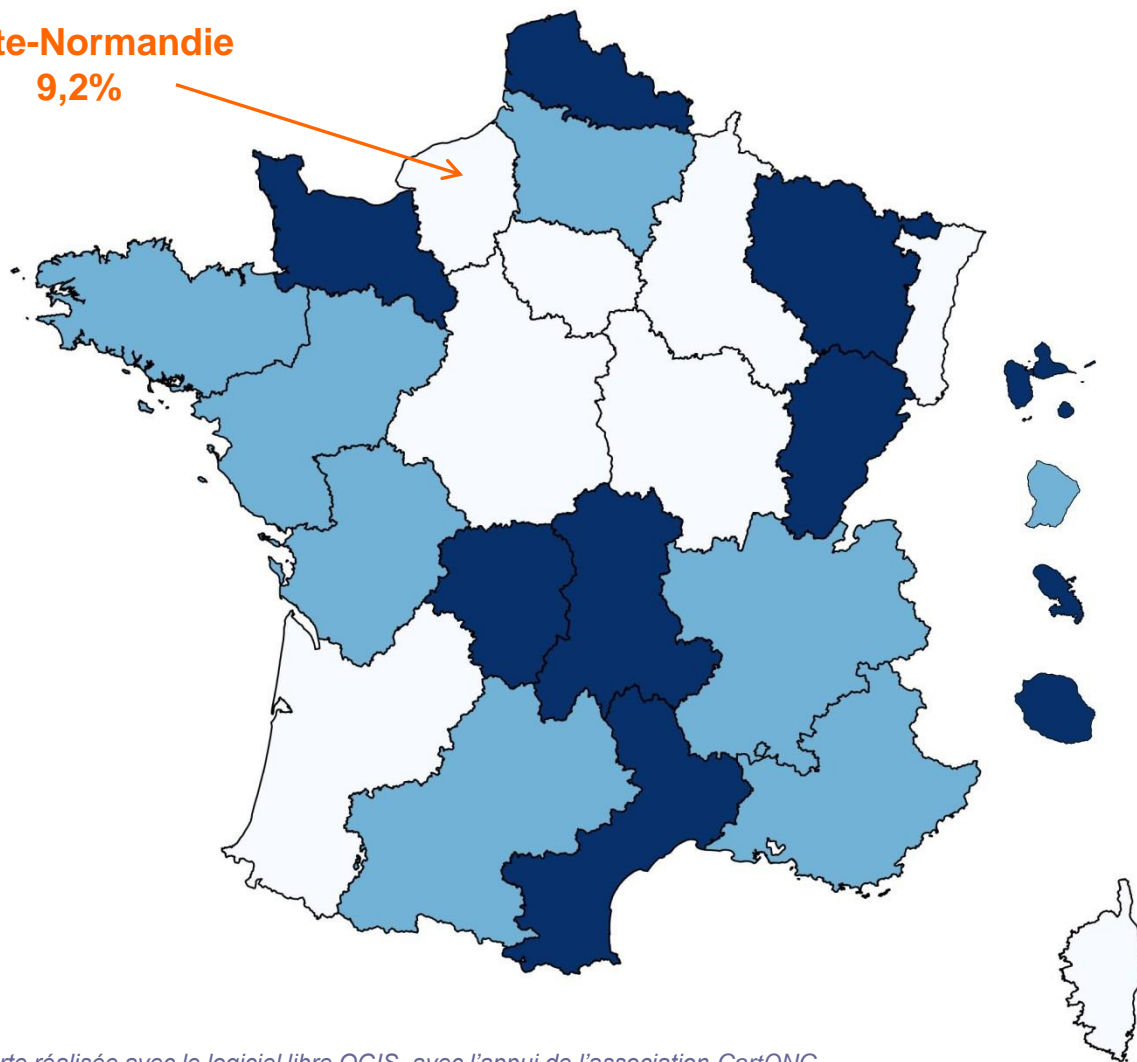 te-Normandie
9,2%
rte réalisée avec le logiciel libre QGIS, avec l'appui de l'association CartONG